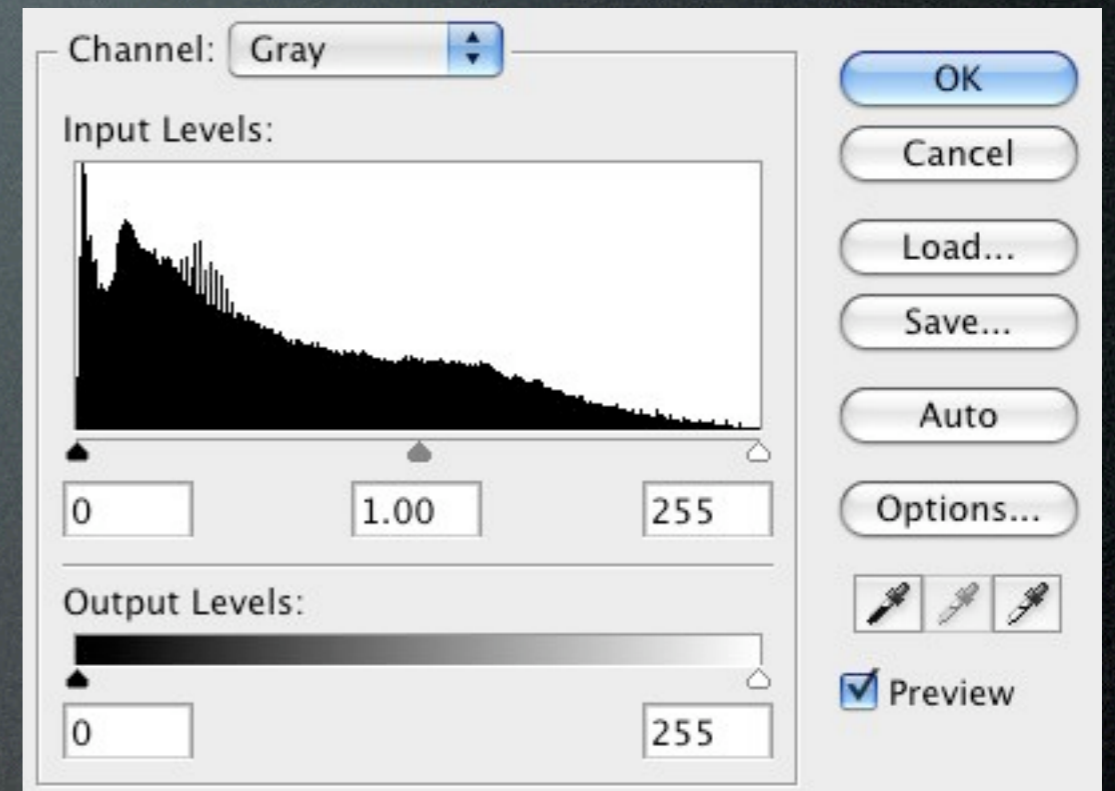 Channel: Gray
OK
Input Levels:
Cancel
Load...
Save...
Auto
0 1.00 255
Options...
Output Levels:
Preview
0 255